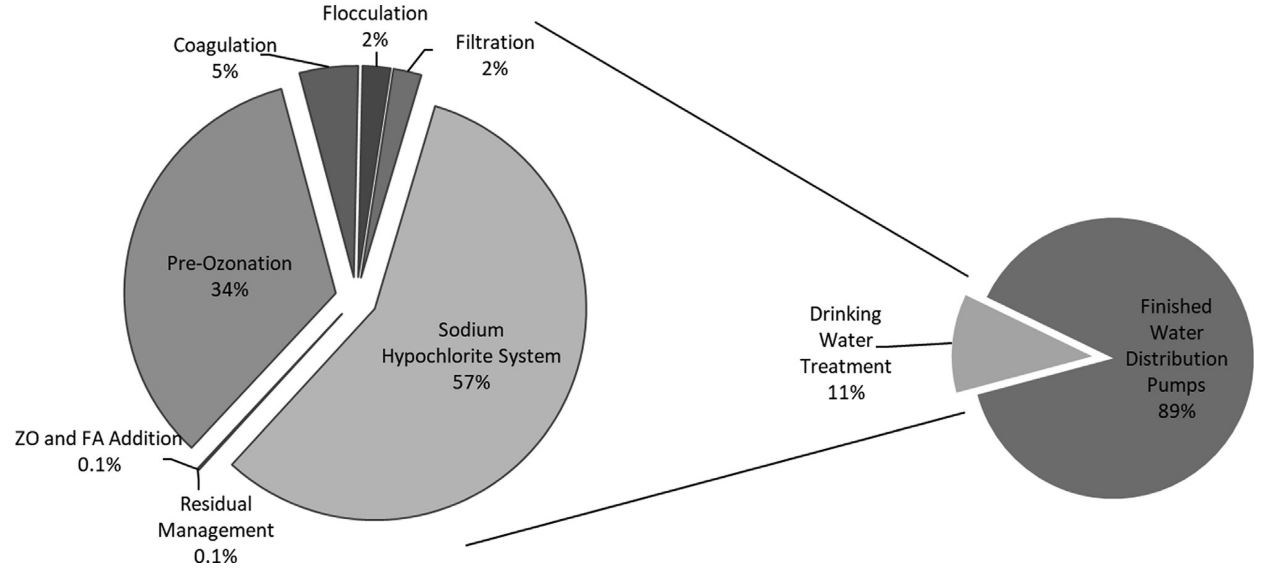 Flocculation
2%
Coagulation
5%
Filtration
2%
Pre-Ozonation
34%
Sodium
Hypochlorite System
57%
ZO and FA Addition
0.1%
Residual
Management
0.1%
Drinking
Water
Treatment
11%
Finished
Water
Distribution
Pumps
89%